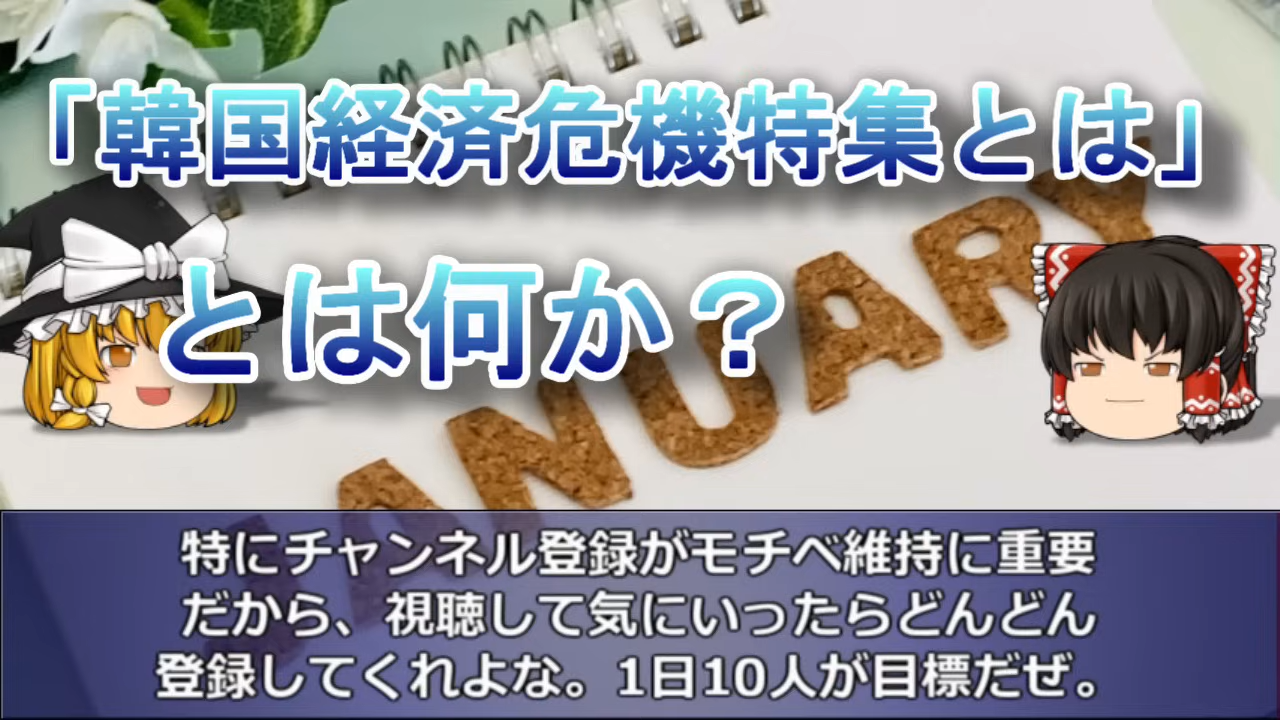 「韓国経済危機特集とは」
とは何か？
JANUARY
特にチャンネル登録がモチベ維持に重要
だから、視聴して気にいったらどんどん
登録してくれよな。1日10人が目標だぜ。